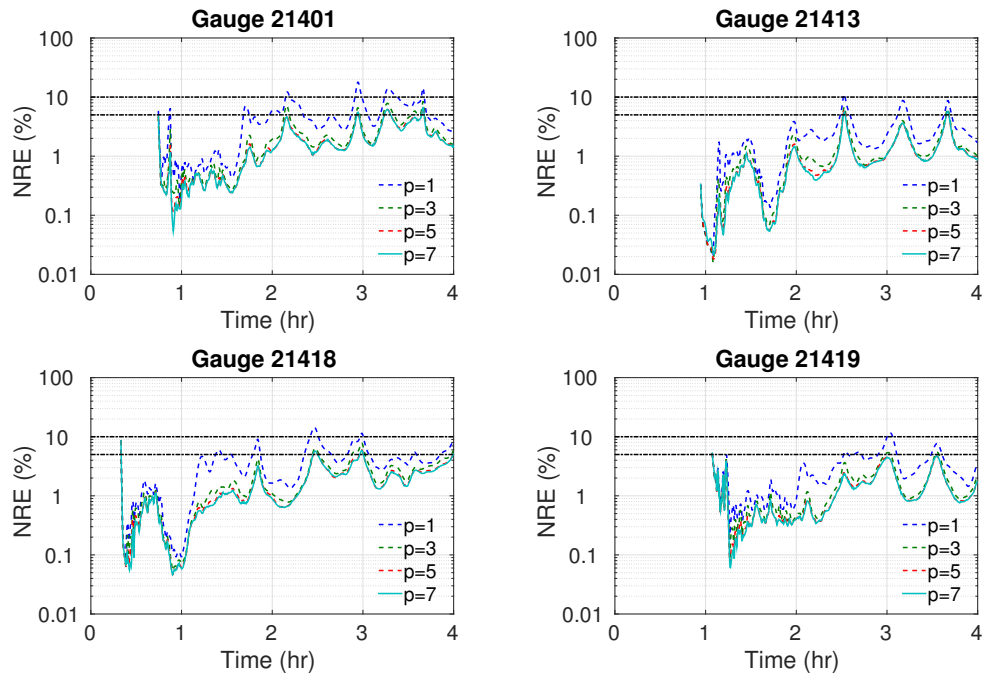 Gauge 21401
100
10
1
0.1
0.01
NRE (%)
p=1
p=3
p=5
p=7
0 1 2 3 4
Time (hr)
Gauge 21413
100
10
1
0.1
0.01
NRE (%)
p=1
p=3
p=5
p=7
0 1 2 3 4
Time (hr)
Gauge 21418
100
10
1
0.1
0.01
NRE (%)
p=1
p=3
p=5
p=7
0 1 2 3 4
Time (hr)
Gauge 21419
100
10
1
0.1
0.01
NRE (%)
p=1
p=3
p=5
p=7
0 1 2 3 4
Time (hr)